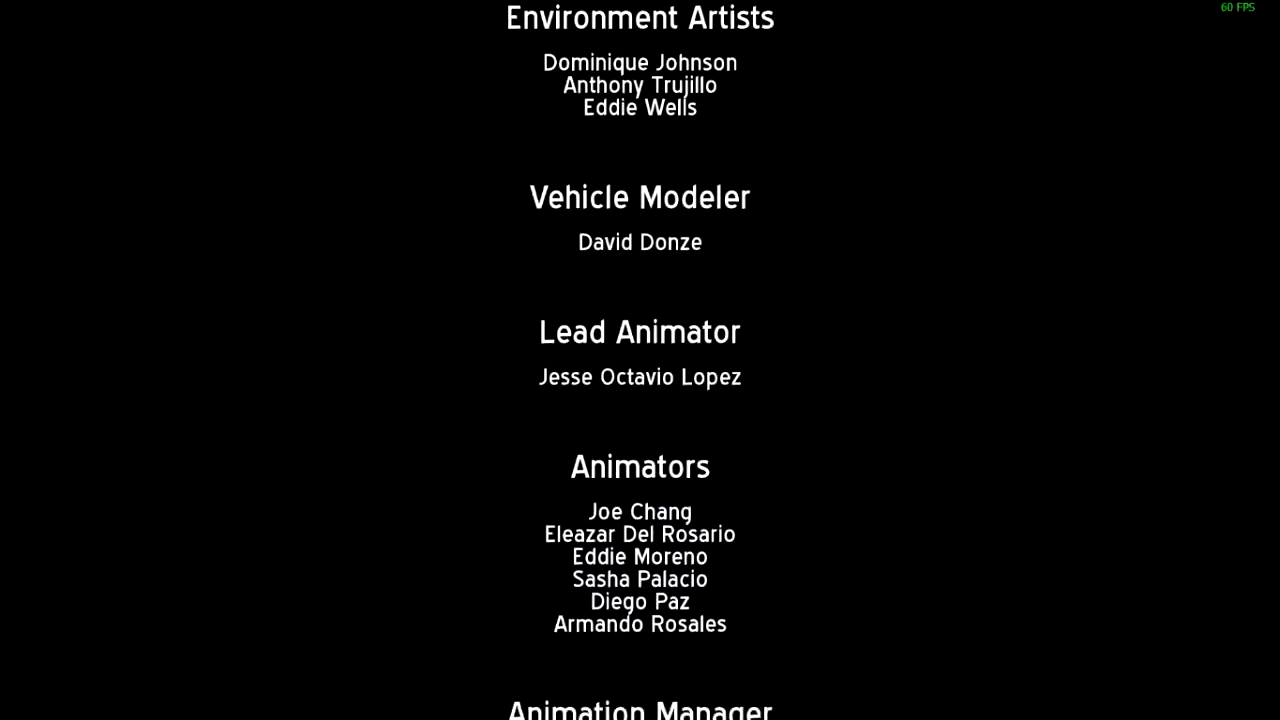 60 FPS
Environment Artists
Dominique Johnson
Anthony Trujillo
Eddie Wells
Vehicle Modeler
David Donze
Lead Animator
Jesse Octavio Lopez
Animators
Joe Chang
Eleazar Del Rosario
Eddie Moreno
Sasha Palacio
Diego Paz
Armando Rosales
Animation Manager